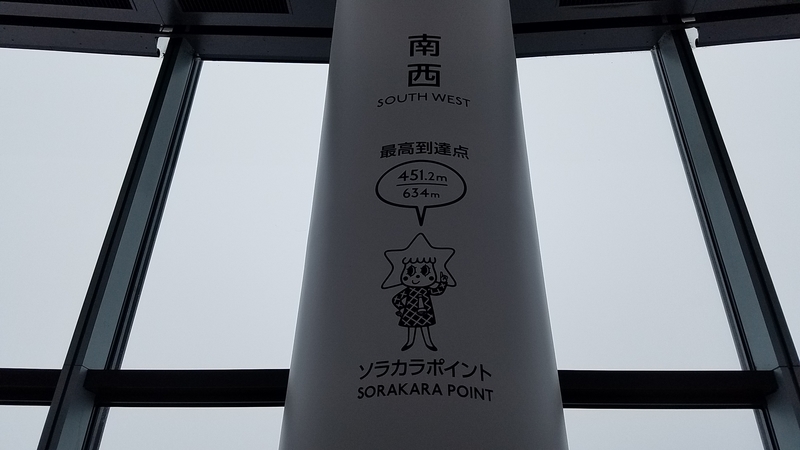 南
西
SOUTH WEST
最高到達点
451.2m
634m
ソラカラポイント
SORAKARA POINT